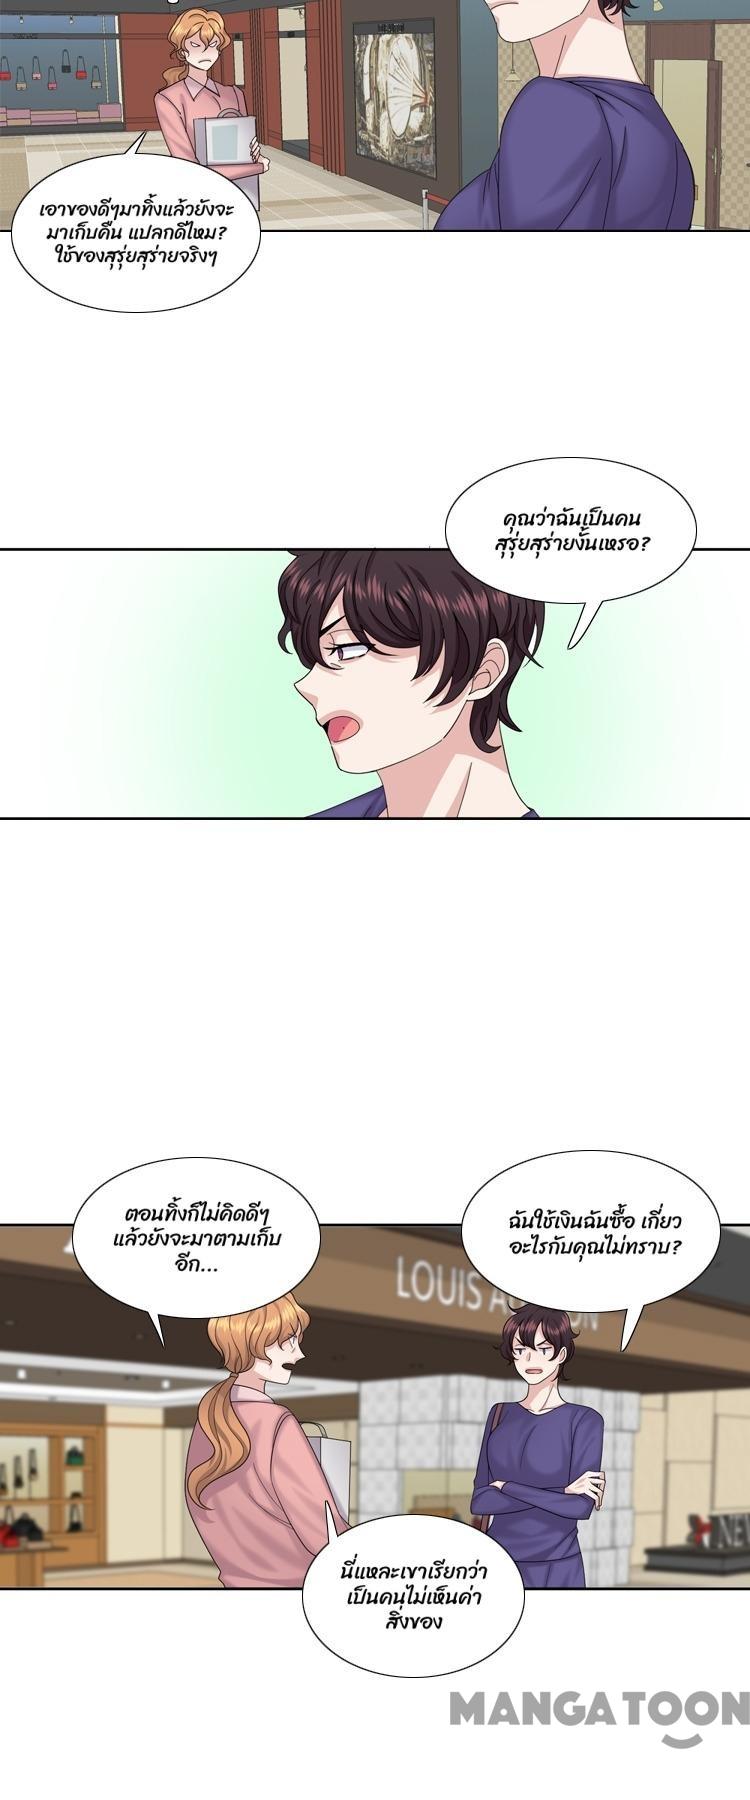 เอาของดีๆมาทิ้งแล้วยังจะ
มาเก็บคืน แปลกดีไหม?
ใช้ของสุรุ่ยสุร่ายจริงๆ
คุณว่าฉันเป็นคน
สุรุ่ยสุร่ายงั้นเหรอ?
ตอนทิ้งก็ไม่คิดดีๆ
แล้วยังจะมาตามเก็บ
อีก...
ฉันใช้เงินฉันซื้อ เกี่ยว
อะไรกับคุณไม่ทราบ?
LOUIS
นี่แหละเขาเรียกว่า
เป็นคนไม่เห็นค่า
สิ่งของ
NEW
MANGATOON